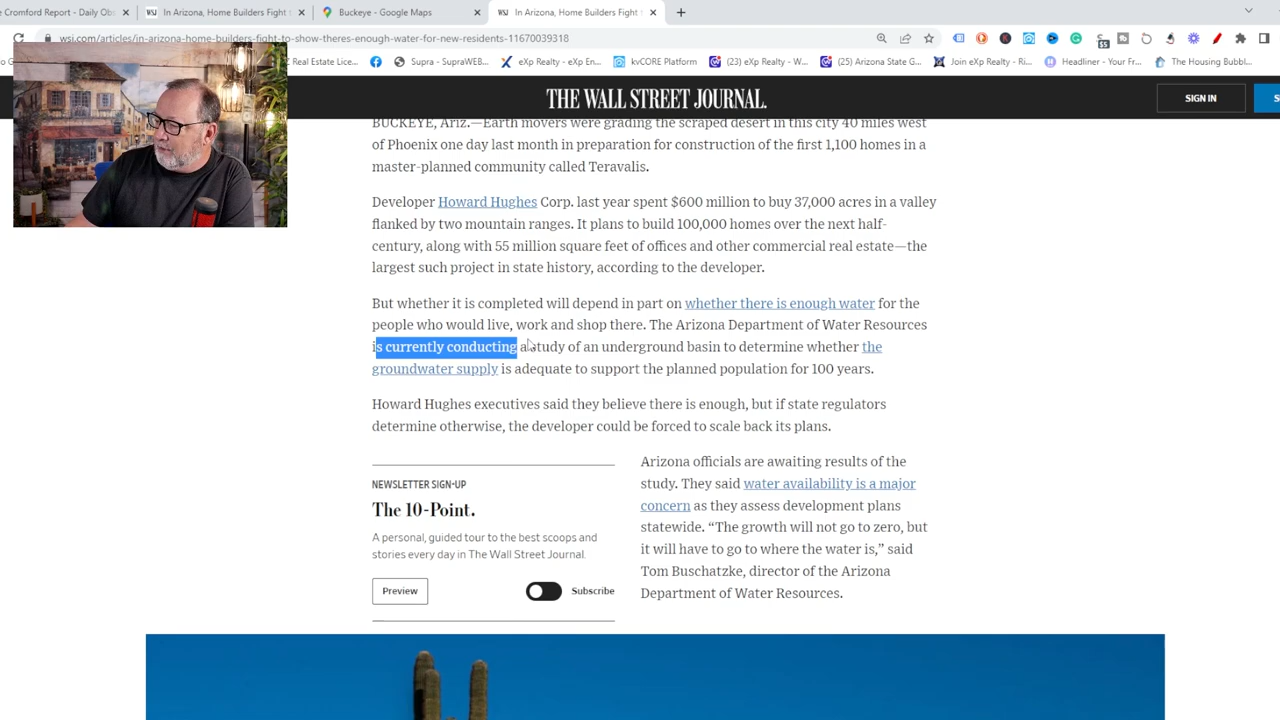 e Cromford Report - Daily Obs
In Arizona, Home Builders Fight
Buckeye - Google Maps
In Arizona, Home Builders Fight
wsj.com/articles/in-arizona-home-builders-fight-to-show-theres-enough-water-for-new-residents-11670039318
55
Z Real Estate Lice...
Supra - SupraWEB...
eXp Realty - eXp En...
kvCORE Platform
(23) eXp Realty - W...
(25) Arizona State G...
Join eXp Realty - Ri...
Headliner - Your Fr...
The Housing Bubbl...
THE WALL STREET JOURNAL.
SIGN IN
S
BUCKEYE, Ariz.—Earth movers were grading the scraped desert in this city 40 miles west
of Phoenix one day last month in preparation for construction of the first 1,100 homes in a
master-planned community called Teravalis.
Developer Howard Hughes Corp. last year spent $600 million to buy 37,000 acres in a valley
flanked by two mountain ranges. It plans to build 100,000 homes over the next half-
century, along with 55 million square feet of offices and other commercial real estate—the
largest such project in state history, according to the developer.
But whether it is completed will depend in part on whether there is enough water for the
people who would live, work and shop there. The Arizona Department of Water Resources
is currently conducting a study of an underground basin to determine whether the
groundwater supply is adequate to support the planned population for 100 years.
Howard Hughes executives said they believe there is enough, but if state regulators
determine otherwise, the developer could be forced to scale back its plans.
NEWSLETTER SIGN-UP
The 10-Point.
A personal, guided tour to the best scoops and
stories every day in The Wall Street Journal.
Preview
Subscribe
Arizona officials are awaiting results of the
study. They said water availability is a major
concern as they assess development plans
statewide. “The growth will not go to zero, but
it will have to go to where the water is,” said
Tom Buschatzke, director of the Arizona
Department of Water Resources.